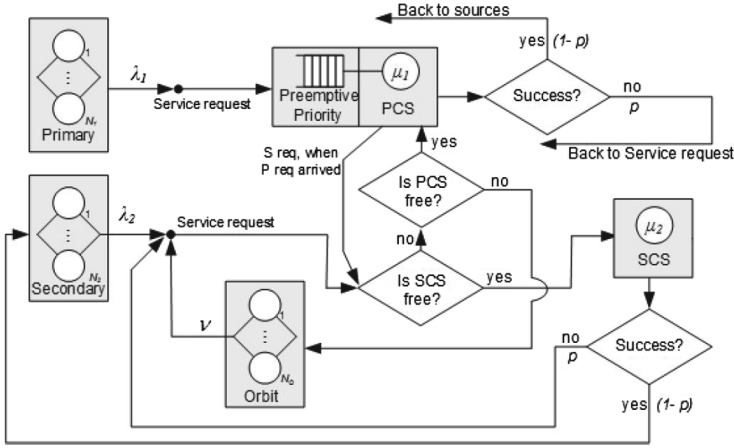 Back to sources
yes (1- p)
1
N₁
Primary
λ₁
Service request
Preemptive
Priority
μ₁
PCS
Success?
no
p
Back to Service request
S req, when
P req arrived
yes
Is PCS
free?
no
1
N₂
Secondary
λ₂
Service request
no
Is SCS
free?
yes
μ₂
SCS
1
N₀
Orbit
ν
Success?
no
p
yes (1- p)